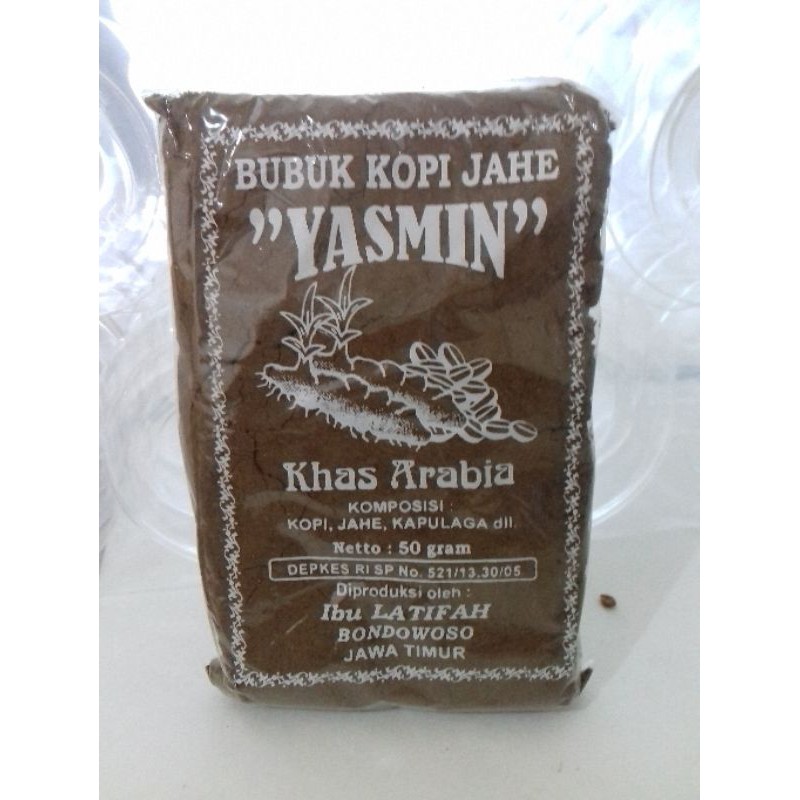 BUBUK KOPI JAHE
"YASMIN"
Khas Arabia
KOMPOSISI :
KOPI, JAHE, KAPULAGA dll
Netto : 50 gram
DEPKES RI SP No. 521/13.30/05
Diproduksi oleh :
Ibu LATIFAH
BONDOWOSO
JAWA TIMUR